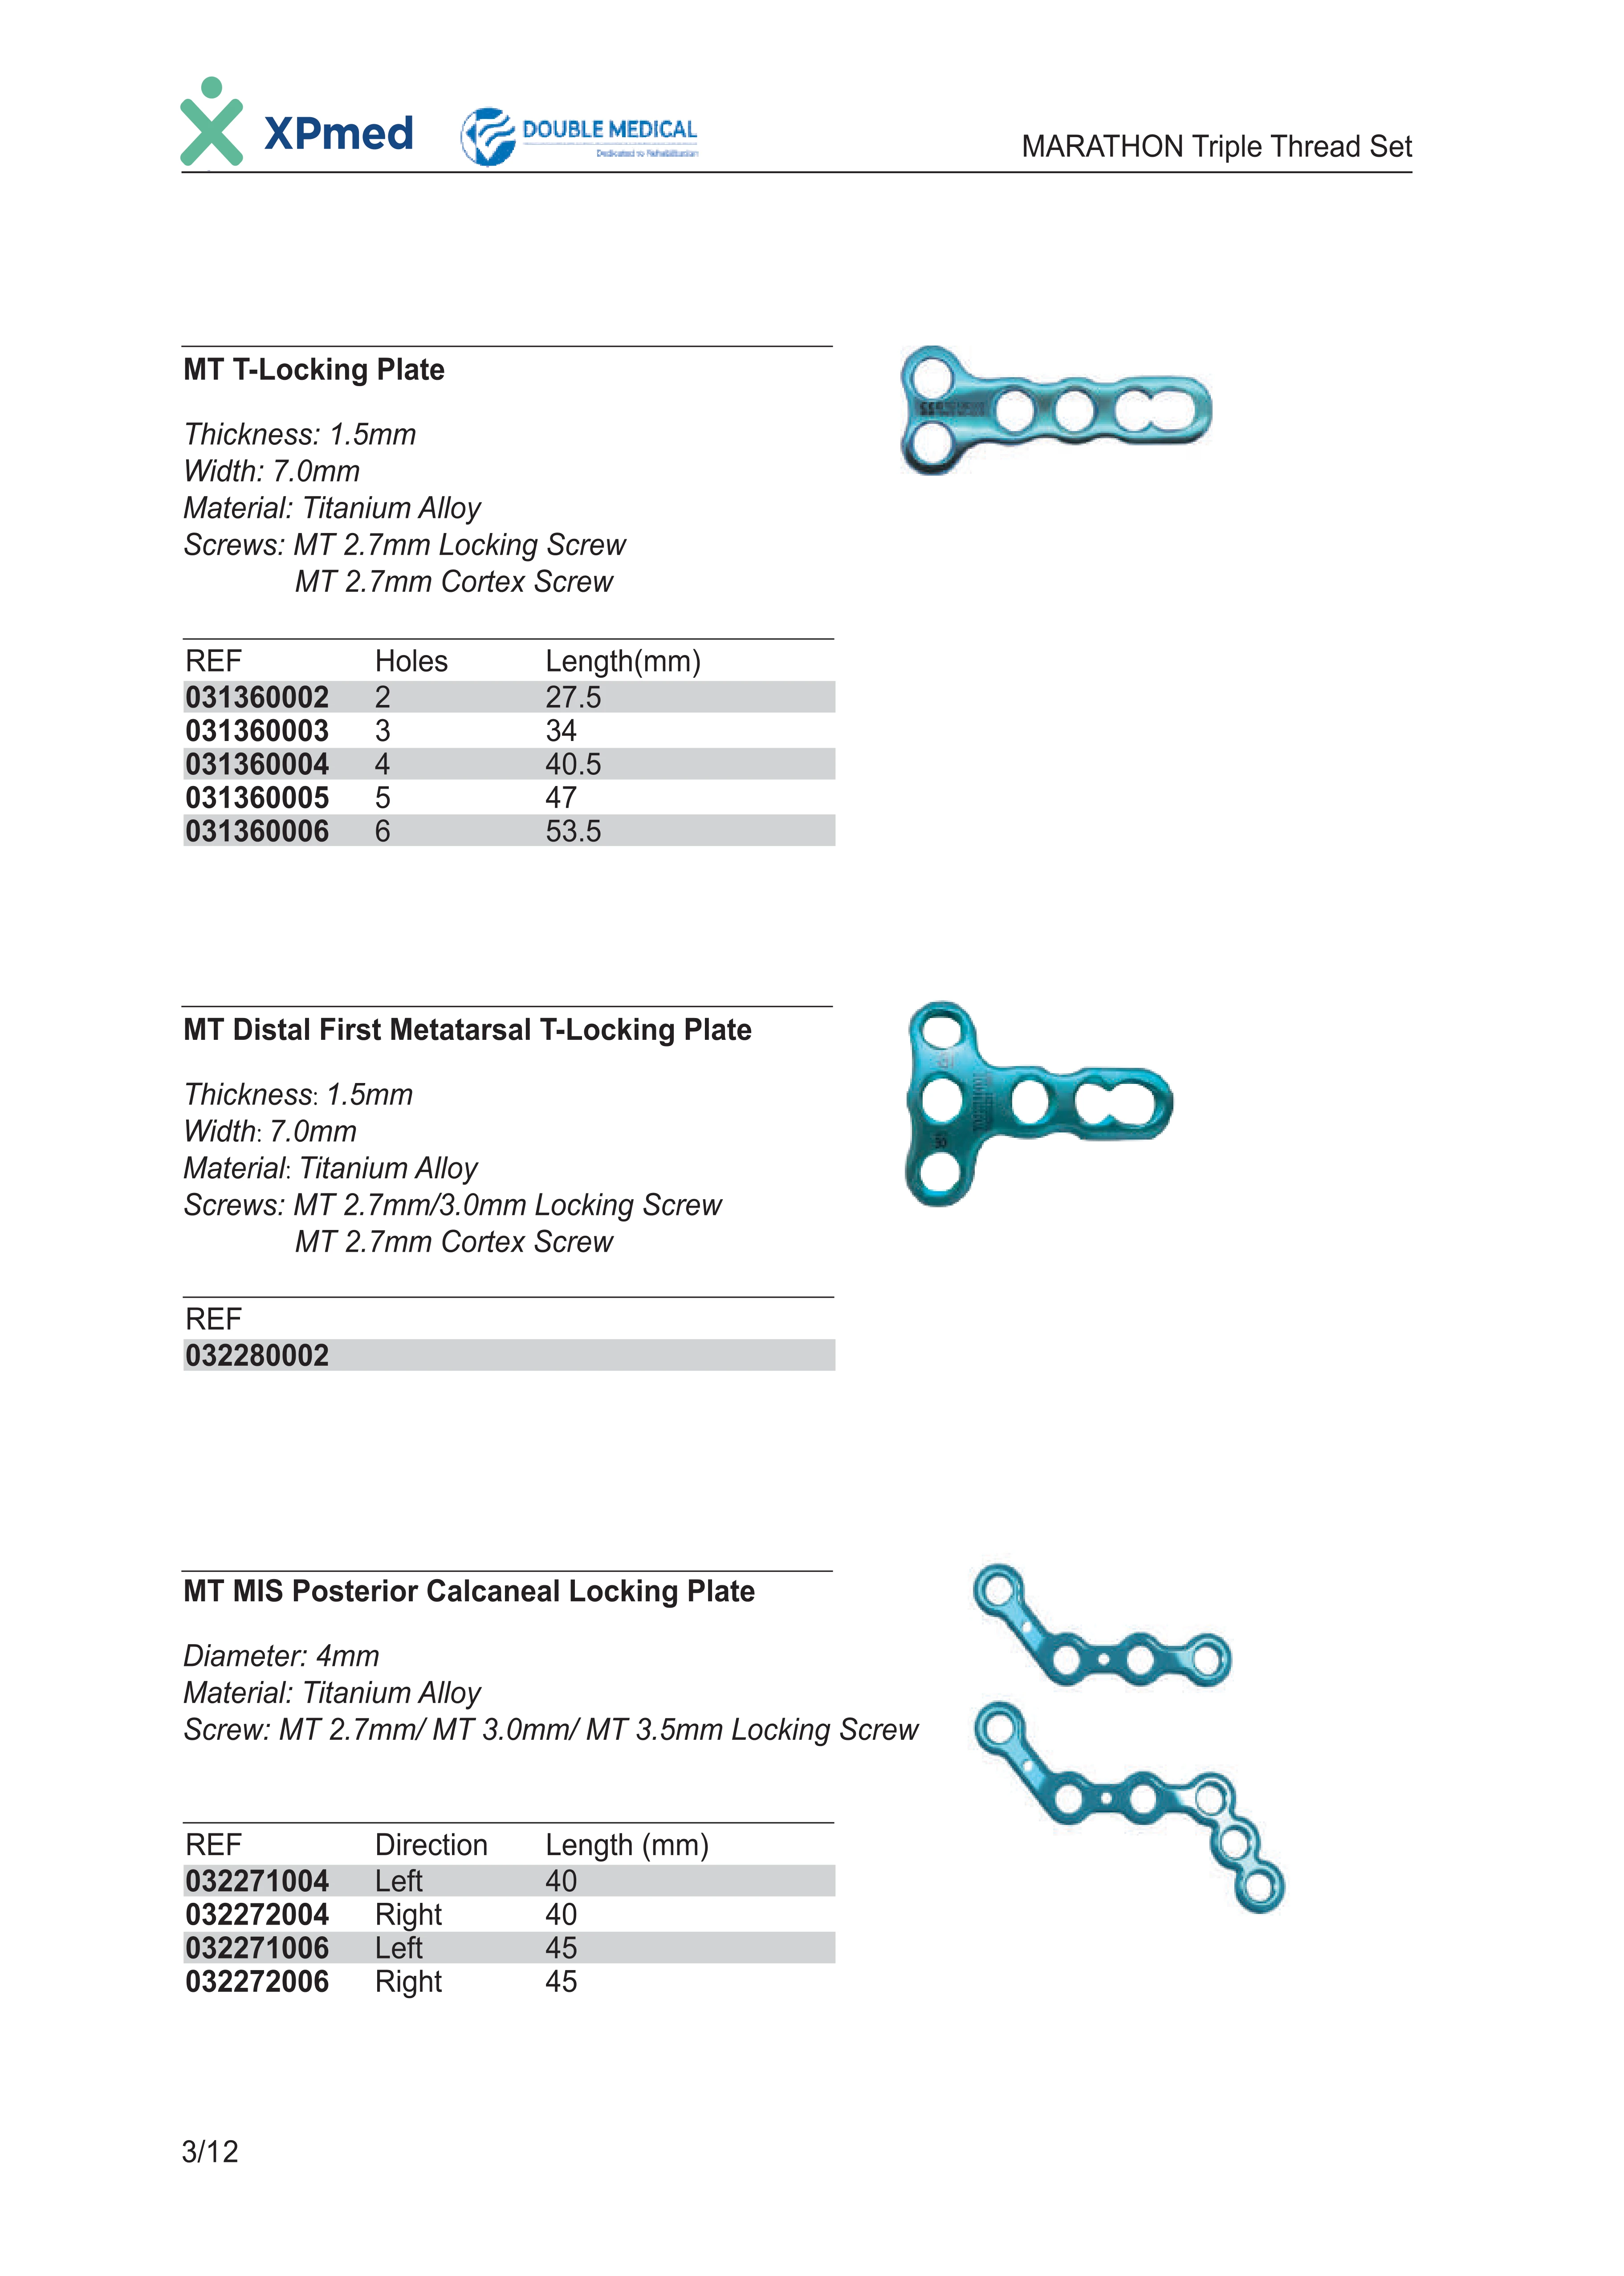 XPmed
DOUBLE MEDICAL
Dedicated to Rehabilitation
MARATHON Triple Thread Set
MT T-Locking Plate
Thickness: 1.5mm
Width: 7.0mm
Material: Titanium Alloy
Screws: MT 2.7mm Locking Screw
MT 2.7mm Cortex Screw
REF Holes Length(mm)
031360002 2 27.5
031360003 3 34
031360004 4 40.5
031360005 5 47
031360006 6 53.5
MT Distal First Metatarsal T-Locking Plate
Thickness: 1.5mm
Width: 7.0mm
Material: Titanium Alloy
Screws: MT 2.7mm/3.0mm Locking Screw
MT 2.7mm Cortex Screw
REF
032280002
MT MIS Posterior Calcaneal Locking Plate
Diameter: 4mm
Material: Titanium Alloy
Screw: MT 2.7mm/ MT 3.0mm/ MT 3.5mm Locking Screw
REF Direction Length (mm)
032271004 Left 40
032272004 Right 40
032271006 Left 45
032272006 Right 45
3/12